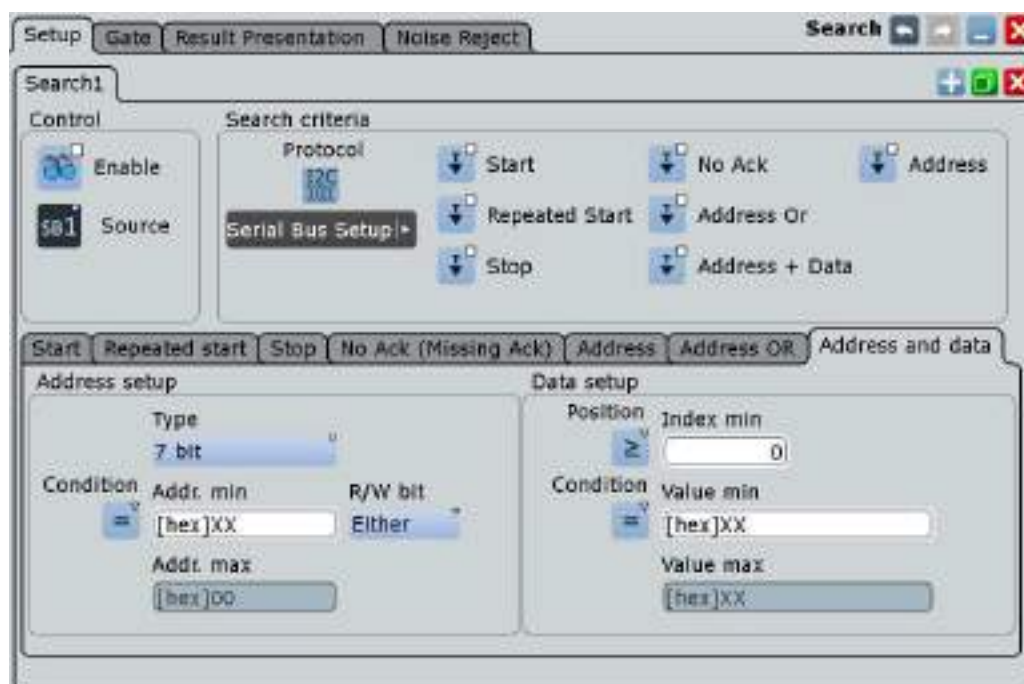 Setup Gate Result Presentation Noise Reject Search
Search1
Control Search criteria
Protocol
I2C
Enable Start No Ack Address
SB1 Source Serial Bus Setup Repeated Start Address Or
Stop Address + Data
Start Repeated start Stop No Ack (Missing Ack) Address Address OR Address and data
Address setup Data setup
Type Position Index min
7 bit ≥ 0
Condition Addr. min R/W bit Condition Value min
= [hex]XX Either = [hex]XX
Addr. max Value max
[hex]00 [hex]XX